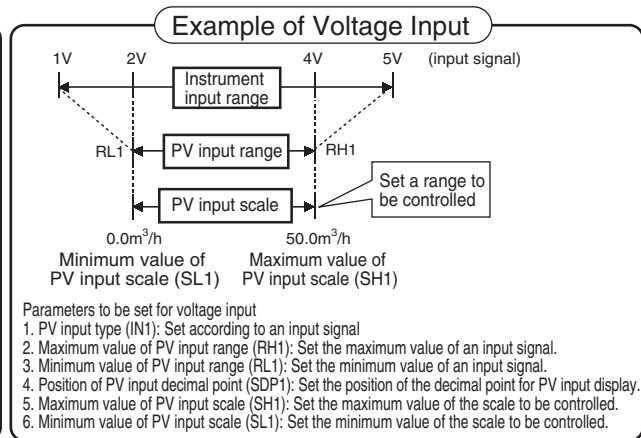 Example of Voltage Input
1V 2V 4V 5V (input signal)
Instrument
input range
RL1 PV input range RH1
PV input scale
Set a range to
be controlled
0.0m³/h 50.0m³/h
Minimum value of
PV input scale (SL1)
Maximum value of
PV input scale (SH1)
Parameters to be set for voltage input
1. PV input type (IN1): Set according to an input signal
2. Maximum value of PV input range (RH1): Set the maximum value of an input signal.
3. Minimum value of PV input range (RL1): Set the minimum value of an input signal.
4. Position of PV input decimal point (SDP1): Set the position of the decimal point for PV input display.
5. Maximum value of PV input scale (SH1): Set the maximum value of the scale to be controlled.
6. Minimum value of PV input scale (SL1): Set the minimum value of the scale to be controlled.